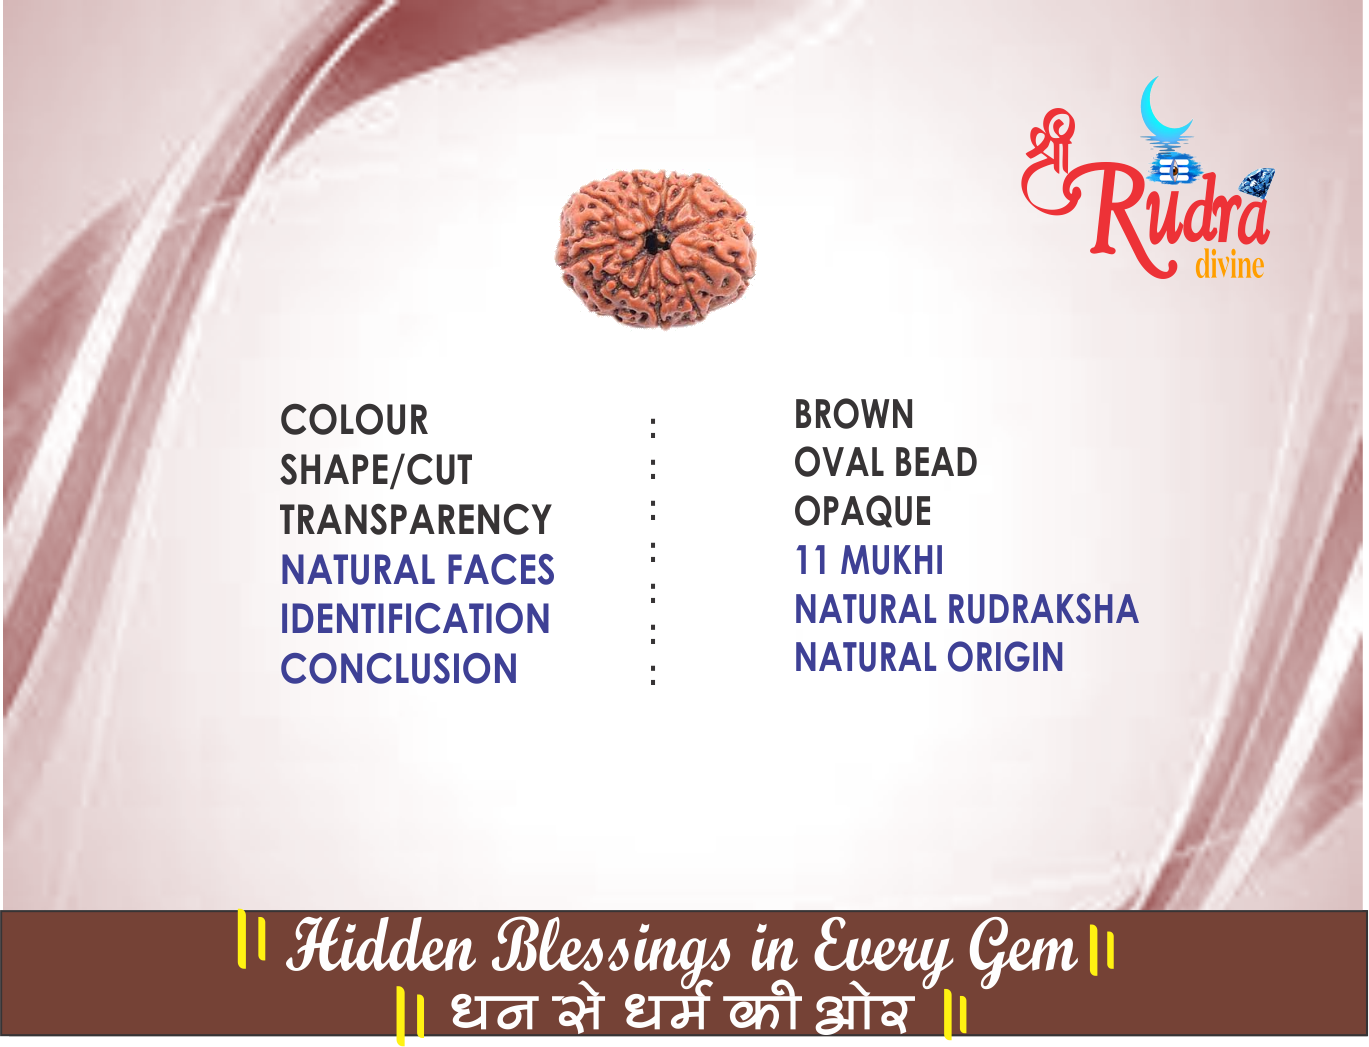 श्री
Rudra
divine
COLOUR : BROWN
SHAPE/CUT : OVAL BEAD
TRANSPARENCY : OPAQUE
NATURAL FACES : 11 MUKHI
IDENTIFICATION : NATURAL RUDRAKSHA
CONCLUSION : NATURAL ORIGIN
:
|| Hidden Blessings in Every Gem ||
|| धन से धर्म की ओर ||